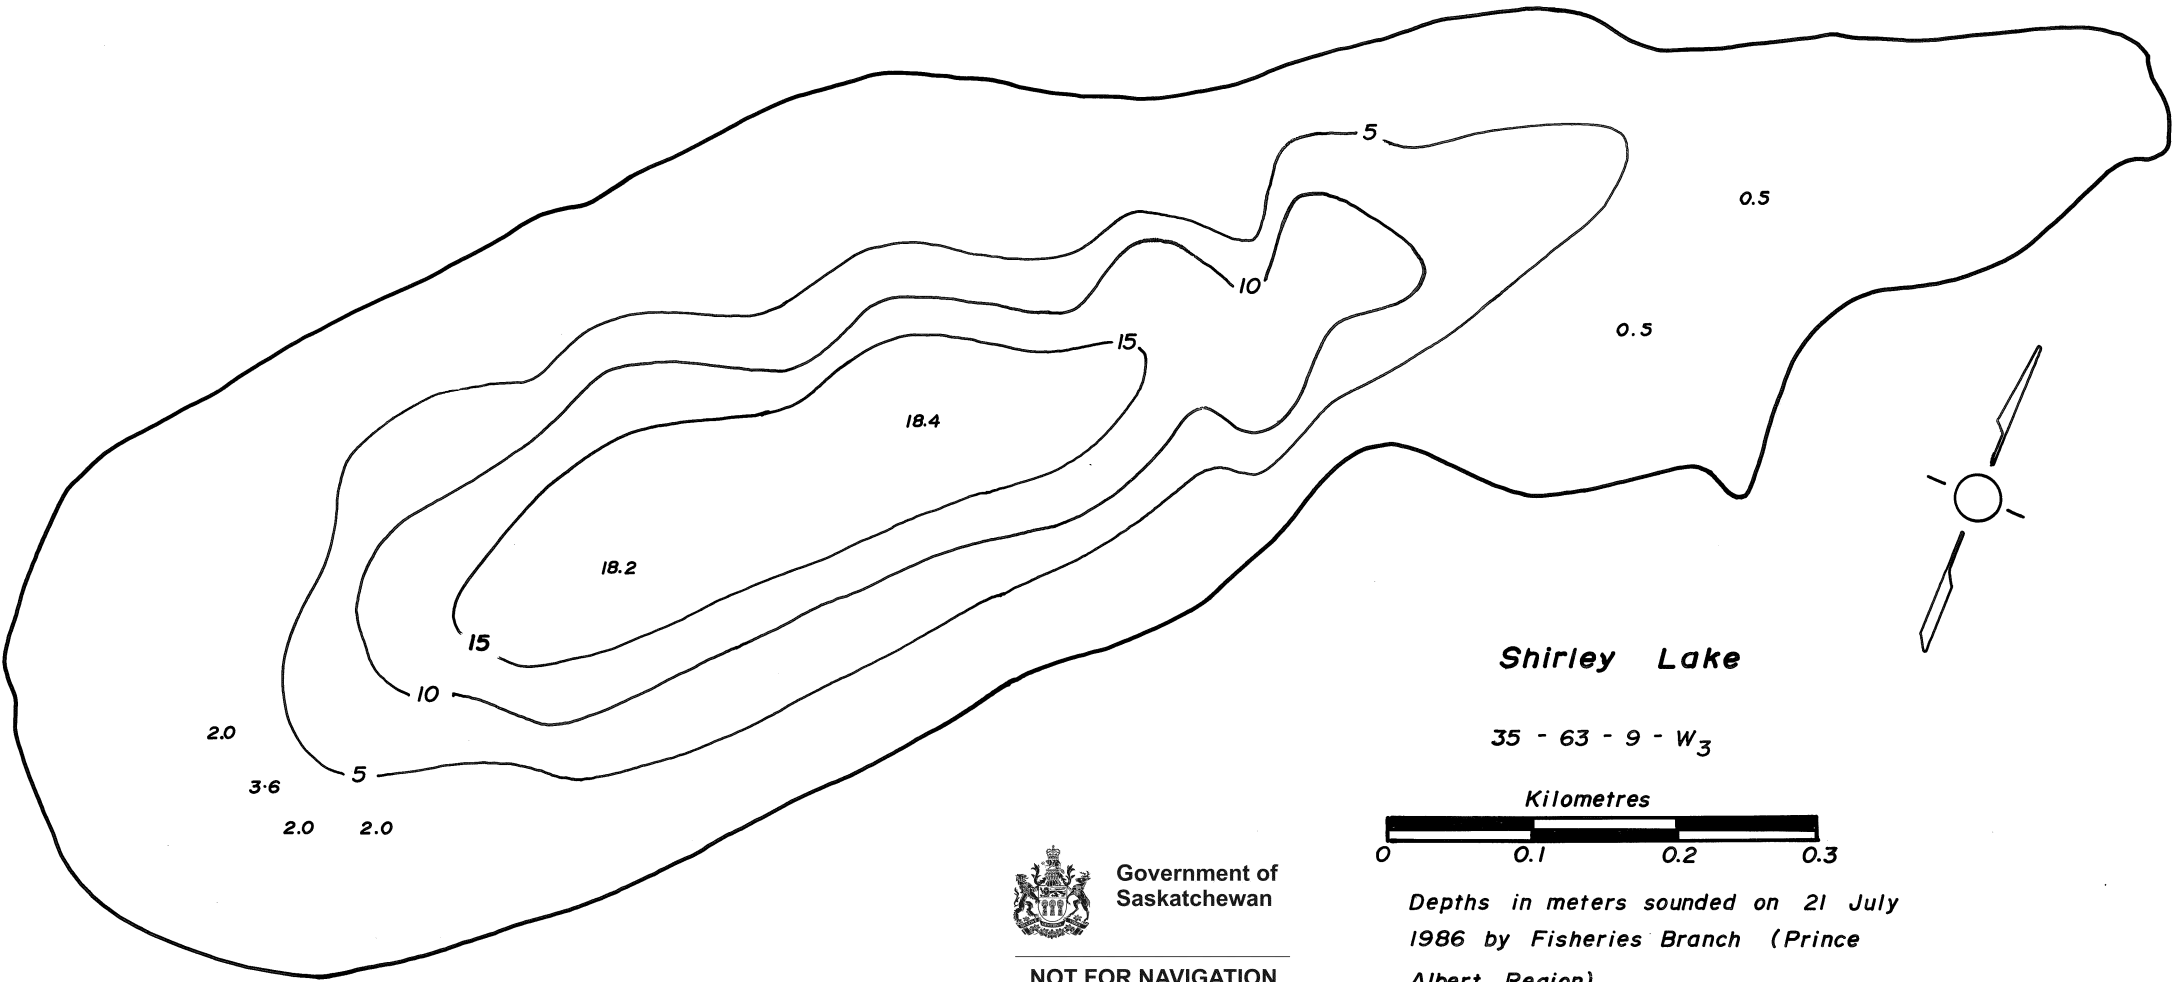 5
0.5
10
0.5
15
18.4
18.2
15
10
2.0
5
3.6
2.0 2.0
Shirley Lake
35 - 63 - 9 - W3
Kilometres
0 0.1 0.2 0.3
Government of
Saskatchewan
NOT FOR NAVIGATION
Depths in meters sounded on 21 July
1986 by Fisheries Branch (Prince
Albert Region)